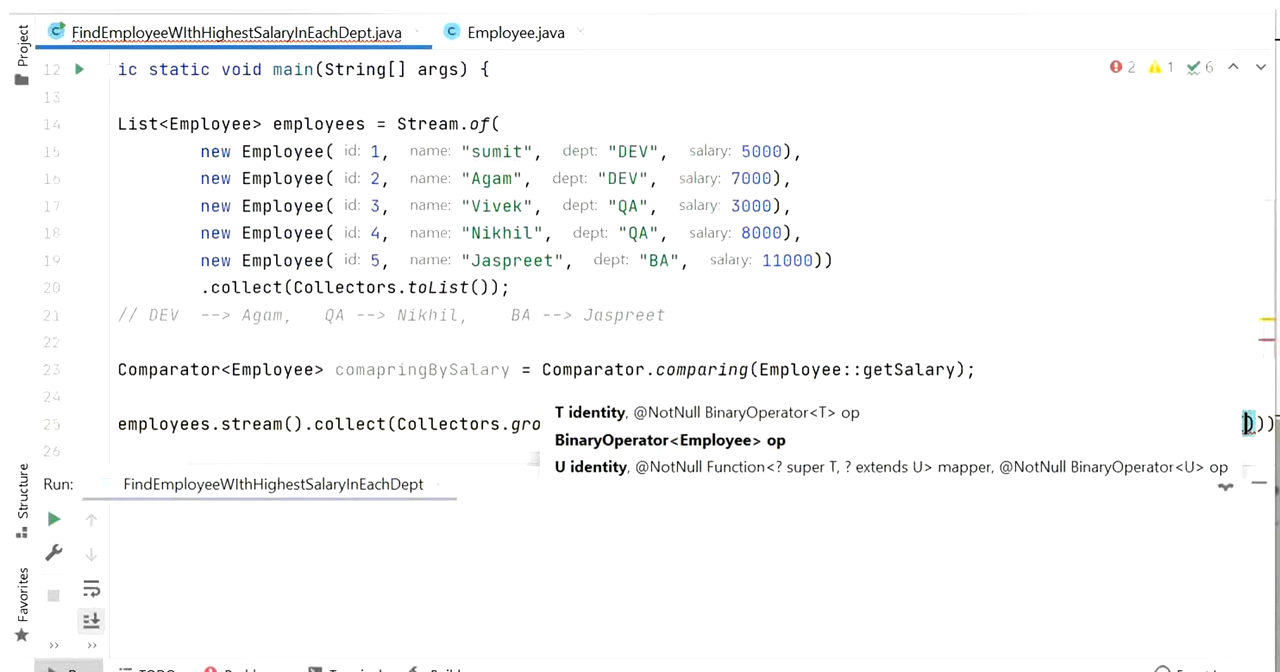 Project
FindEmployeeWIthHighestSalaryInEachDept.java
Employee.java
12 ic static void main(String[] args) {
2 1 6
13
14 List<Employee> employees = Stream.of(
15 new Employee( id: 1, name: "sumit", dept: "DEV", salary: 5000),
16 new Employee( id: 2, name: "Agam", dept: "DEV", salary: 7000),
17 new Employee( id: 3, name: "Vivek", dept: "QA", salary: 3000),
18 new Employee( id: 4, name: "Nikhil", dept: "QA", salary: 8000),
19 new Employee( id: 5, name: "Jaspreet", dept: "BA", salary: 11000))
20 .collect(Collectors.toList());
21 // DEV --> Agam, QA --> Nikhil, BA --> Jaspreet
22
23 Comparator<Employee> comapringBySalary = Comparator.comparing(Employee::getSalary);
24
T identity, @NotNull BinaryOperator<T> op
25 employees.stream().collect(Collectors.gro )))
BinaryOperator<Employee> op
26
U identity, @NotNull Function<? super T, ? extends U> mapper, @NotNull BinaryOperator<U> op
Structure
Run: FindEmployeeWIthHighestSalaryInEachDept
Favorites